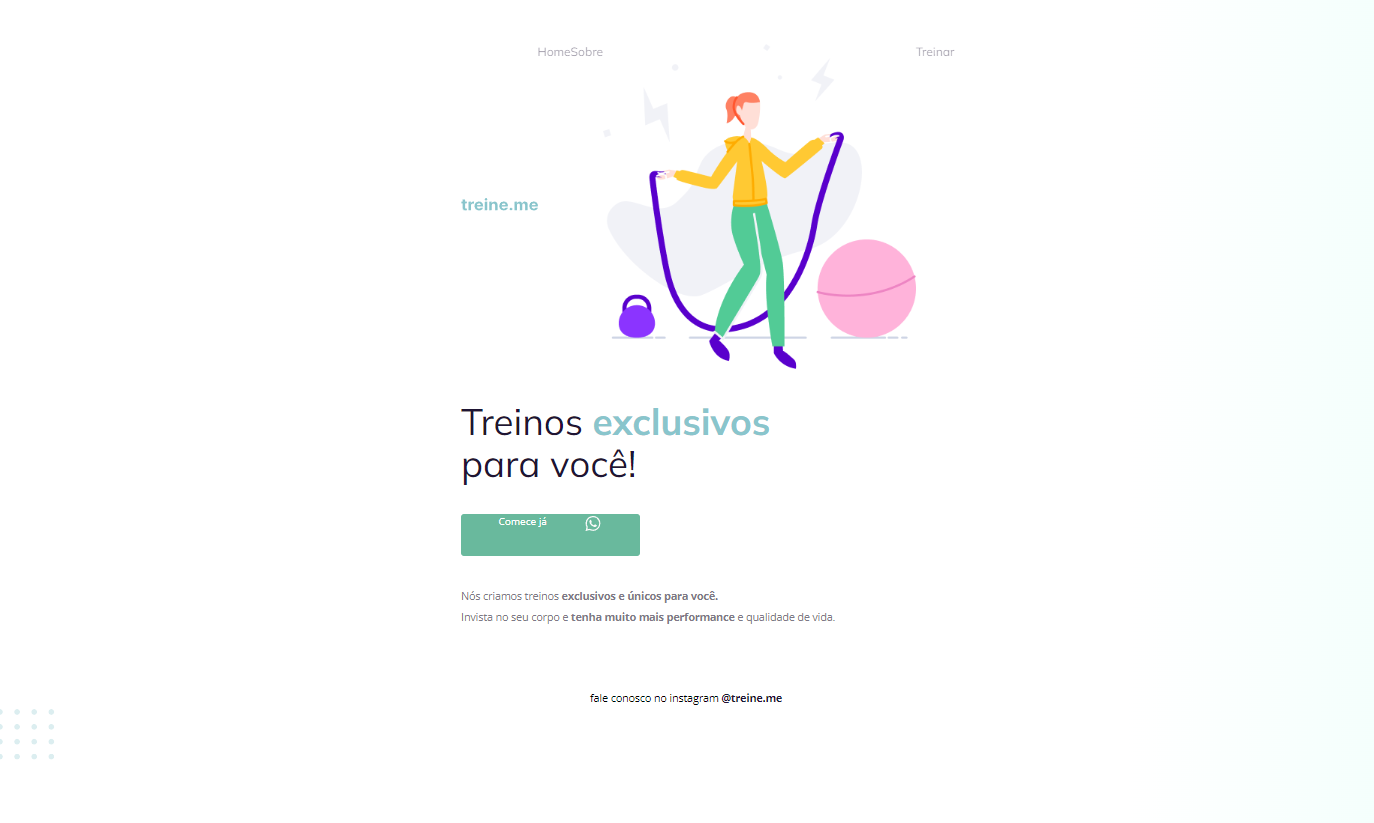 HomeSobre
Treinar
treine.me
Treinos exclusivos
para você!
Comece já
Nós criamos treinos exclusivos e únicos para você.
Invista no seu corpo e tenha muito mais performance e qualidade de vida.
fale conosco no instagram @treine.me